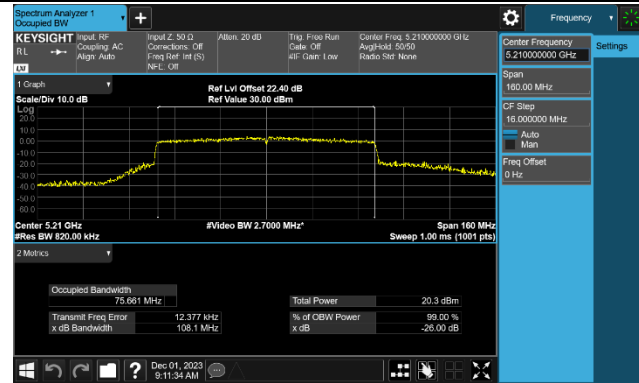 Spectrum Analyzer 1
Occupied BW
+
Frequency
KEYSIGHT
RL
LXI
Input: RF
Coupling: AC
Align: Auto
Input Z: 50 Ω
Corrections: Off
Freq Ref: Int (S)
NFE: Off
Atten: 20 dB
Trig: Free Run
Gate: Off
#IF Gain: Low
Center Freq: 5.210000000 GHz
Avg|Hold: 50/50
Radio Std: None
Center Frequency
5.210000000 GHz
Settings
Span
160.00 MHz
CF Step
16.000000 MHz
Auto
Man
Freq Offset
0 Hz
1 Graph
Scale/Div 10.0 dB
Ref Lvl Offset 22.40 dB
Ref Value 30.00 dBm
Log
20.0
10.0
0.00
-10.0
-20.0
-30.0
-40.0
-50.0
-60.0
Center 5.21 GHz
#Video BW 2.7000 MHz*
Span 160 MHz
#Res BW 820.00 kHz
Sweep 1.00 ms (1001 pts)
2 Metrics
Occupied Bandwidth
75.661 MHz
Total Power 20.3 dBm
Transmit Freq Error 12.377 kHz
% of OBW Power 99.00 %
x dB Bandwidth 108.1 MHz
x dB -26.00 dB
?
Dec 01, 2023
9:11:34 AM